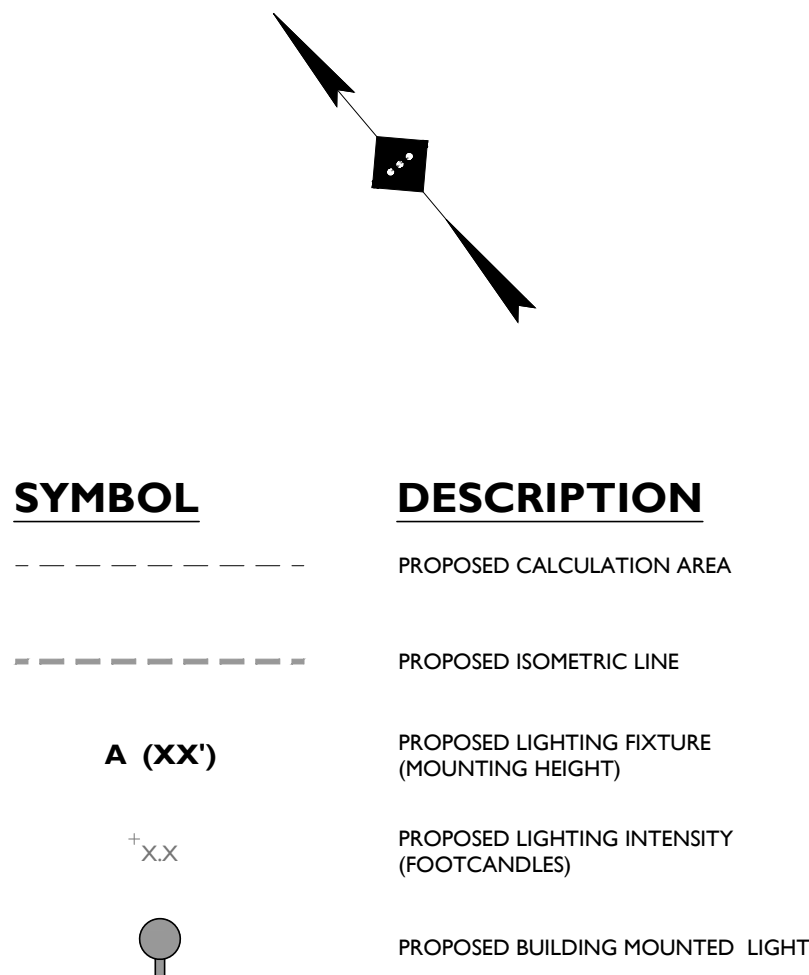 SYMBOL DESCRIPTION
PROPOSED CALCULATION AREA
PROPOSED ISOMETRIC LINE
A (XX') PROPOSED LIGHTING FIXTURE
(MOUNTING HEIGHT)
+X.X PROPOSED LIGHTING INTENSITY
(FOOTCANDLES)
PROPOSED BUILDING MOUNTED LIGHT